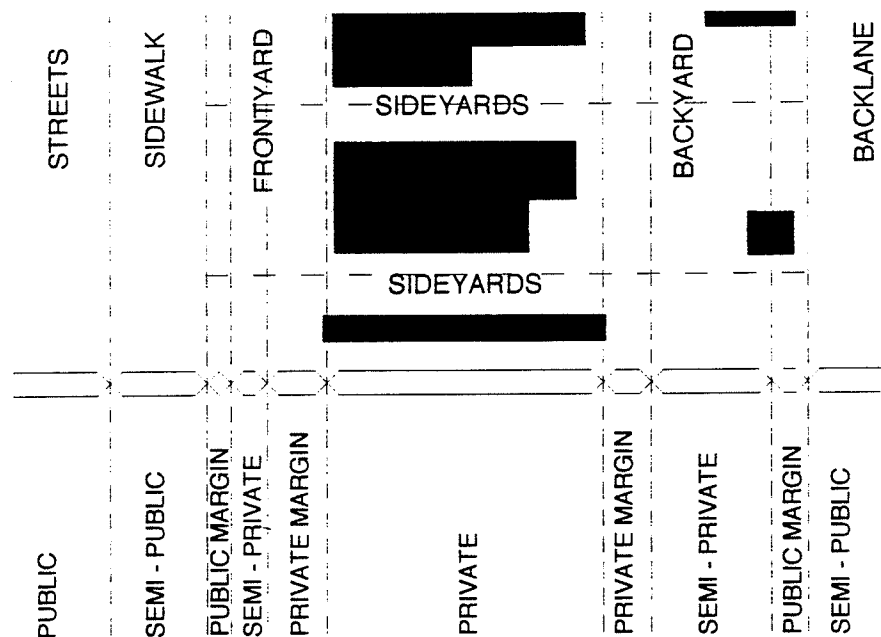 STREETS
SIDEWALK
FRONTYARD
SIDEYARDS
BACKYARD
BACKLANE
SIDEYARDS
PUBLIC
SEMI - PUBLIC
PUBLIC MARGIN
SEMI - PRIVATE
PRIVATE MARGIN
PRIVATE
PRIVATE MARGIN
SEMI - PRIVATE
PUBLIC MARGIN
SEMI - PUBLIC